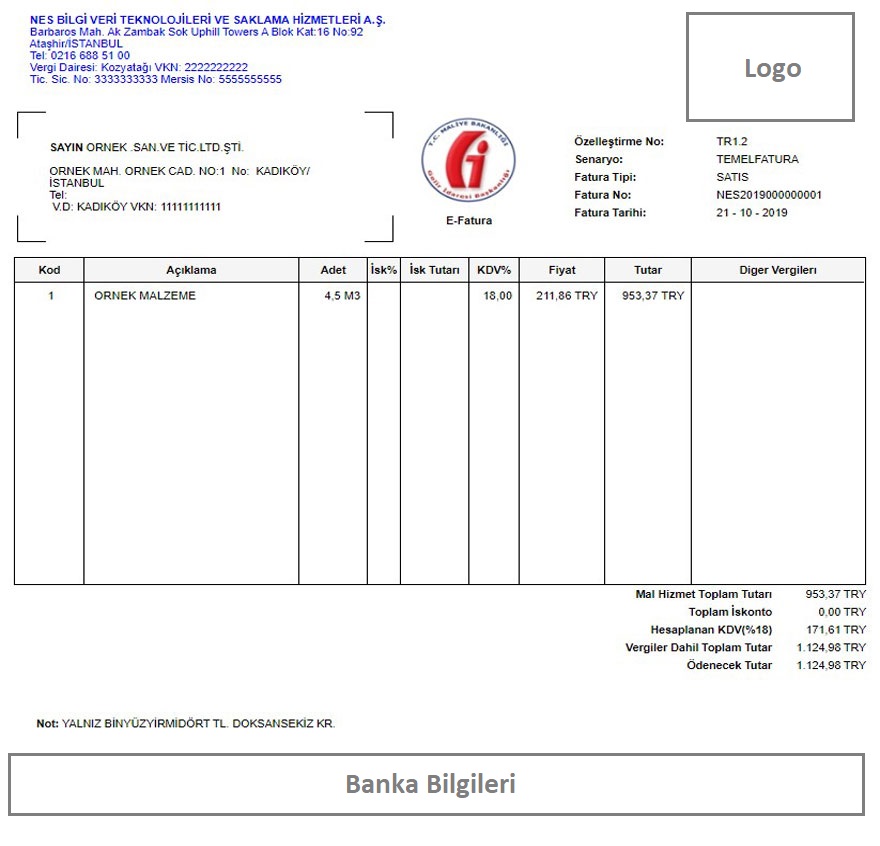 NES BİLGİ VERİ TEKNOLOJİLERİ VE SAKLAMA HİZMETLERİ A.Ş.
Barbaros Mah. Ak Zambak Sok Uphill Towers A Blok Kat:16 No:92
Ataşhir/İSTANBUL
Tel: 0216 688 51 00
Vergi Dairesi: Kozyatağı VKN: 2222222222
Tic. Sic. No: 3333333333 Mersis No: 5555555555
Logo
SAYIN ORNEK .SAN.VE TİC.LTD.ŞTİ.
ORNEK MAH. ORNEK CAD. NO:1 No: KADIKÖY/
İSTANBUL
Tel:
V.D: KADIKÖY VKN: 11111111111
T.C. MALİYE BAKANLIĞI
Gelir İdaresi Başkanlığı
E-Fatura
Özelleştirme No: TR1.2
Senaryo: TEMELFATURA
Fatura Tipi: SATIS
Fatura No: NES2019000000001
Fatura Tarihi: 21 - 10 - 2019
Kod Açıklama Adet İsk% İsk Tutarı KDV% Fiyat Tutar Diger Vergilerı
1 ORNEK MALZEME 4,5 M3 18,00 211,86 TRY 953,37 TRY
Mal Hizmet Toplam Tutarı 953,37 TRY
Toplam İskonto 0,00 TRY
Hesaplanan KDV(%18) 171,61 TRY
Vergiler Dahil Toplam Tutar 1.124,98 TRY
Ödenecek Tutar 1.124,98 TRY
Not: YALNIZ BİNYÜZYİRMİDÖRT TL. DOKSANSEKİZ KR.
Banka Bilgileri